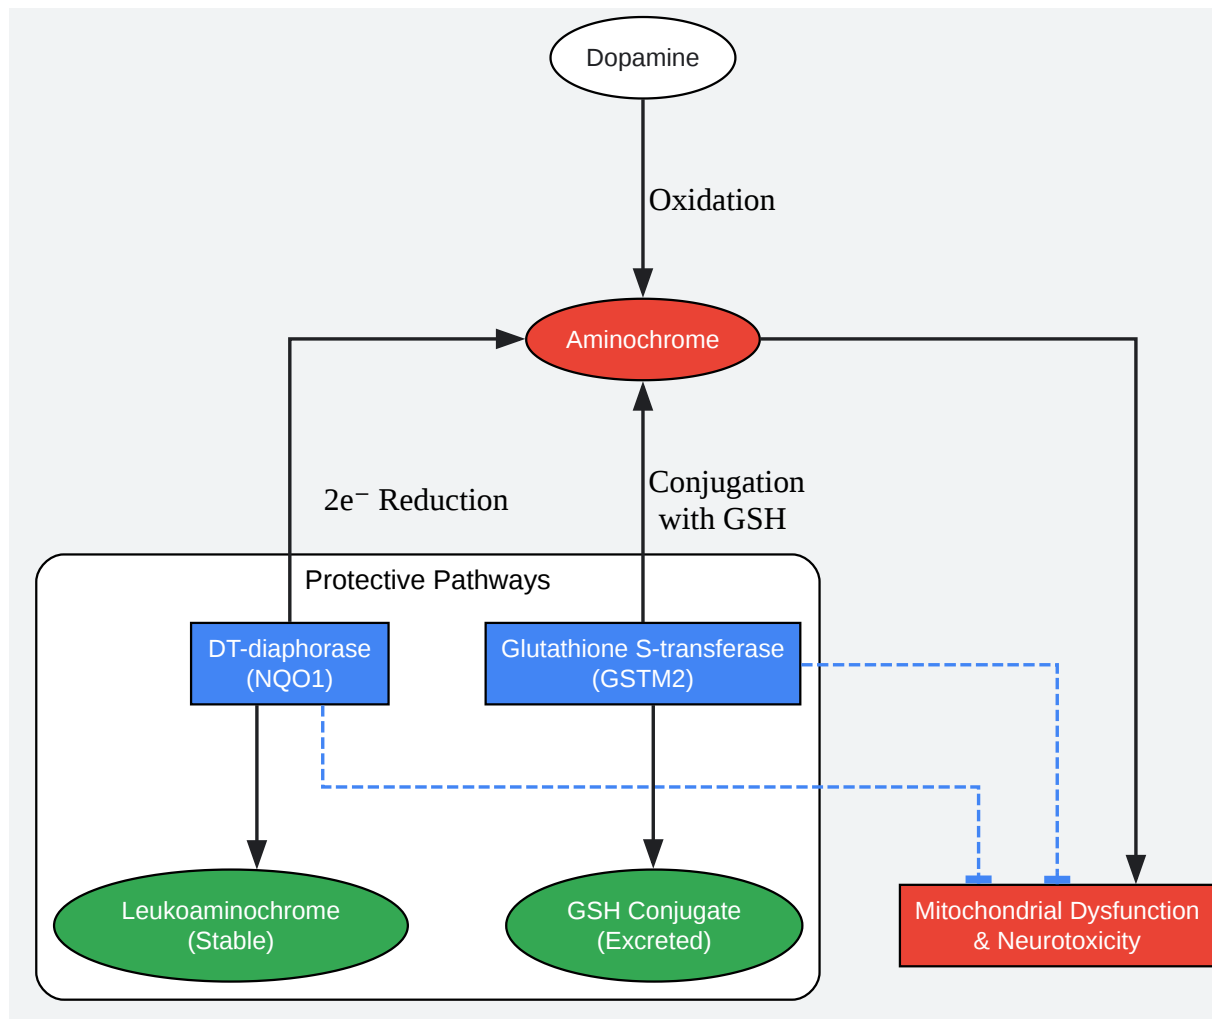 Dopamine
Oxidation
Aminochrome
2e⁻ Reduction
Conjugation
with GSH
Protective Pathways
DT-diaphorase
(NQO1)
Glutathione S-transferase
(GSTM2)
Leukoaminochrome
(Stable)
GSH Conjugate
(Excreted)
Mitochondrial Dysfunction
& Neurotoxicity